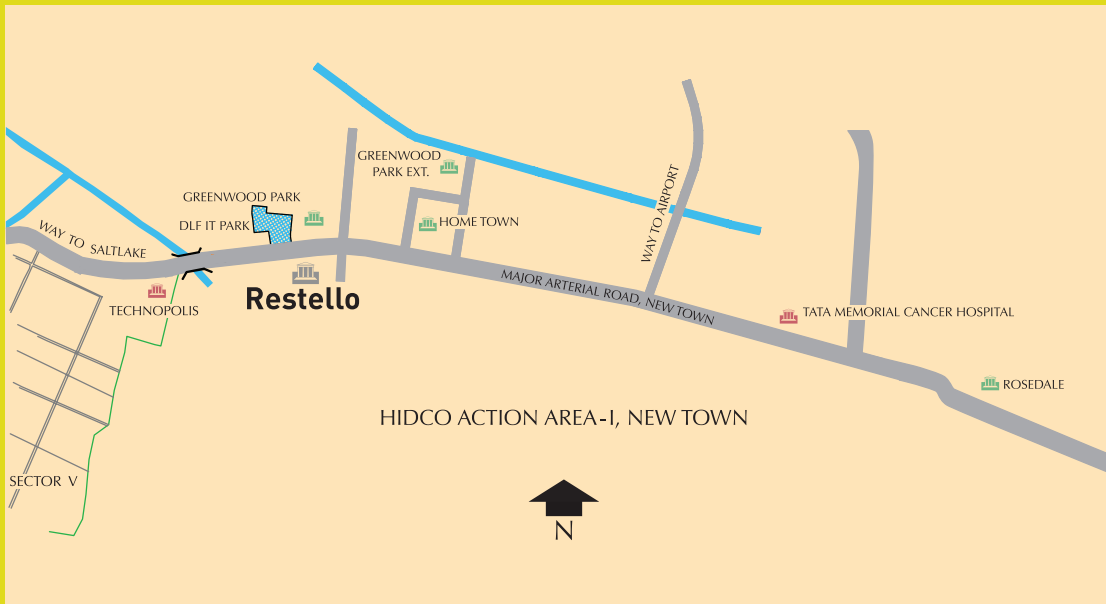 GREENWOOD
PARK EXT.
GREENWOOD PARK
DLF IT PARK
HOME TOWN
WAY TO AIRPORT
WAY TO SALTLAKE
Restello
TECHNOPOLIS
MAJOR ARTERIAL ROAD, NEW TOWN
TATA MEMORIAL CANCER HOSPITAL
ROSEDALE
HIDCO ACTION AREA-I, NEW TOWN
SECTOR V
N